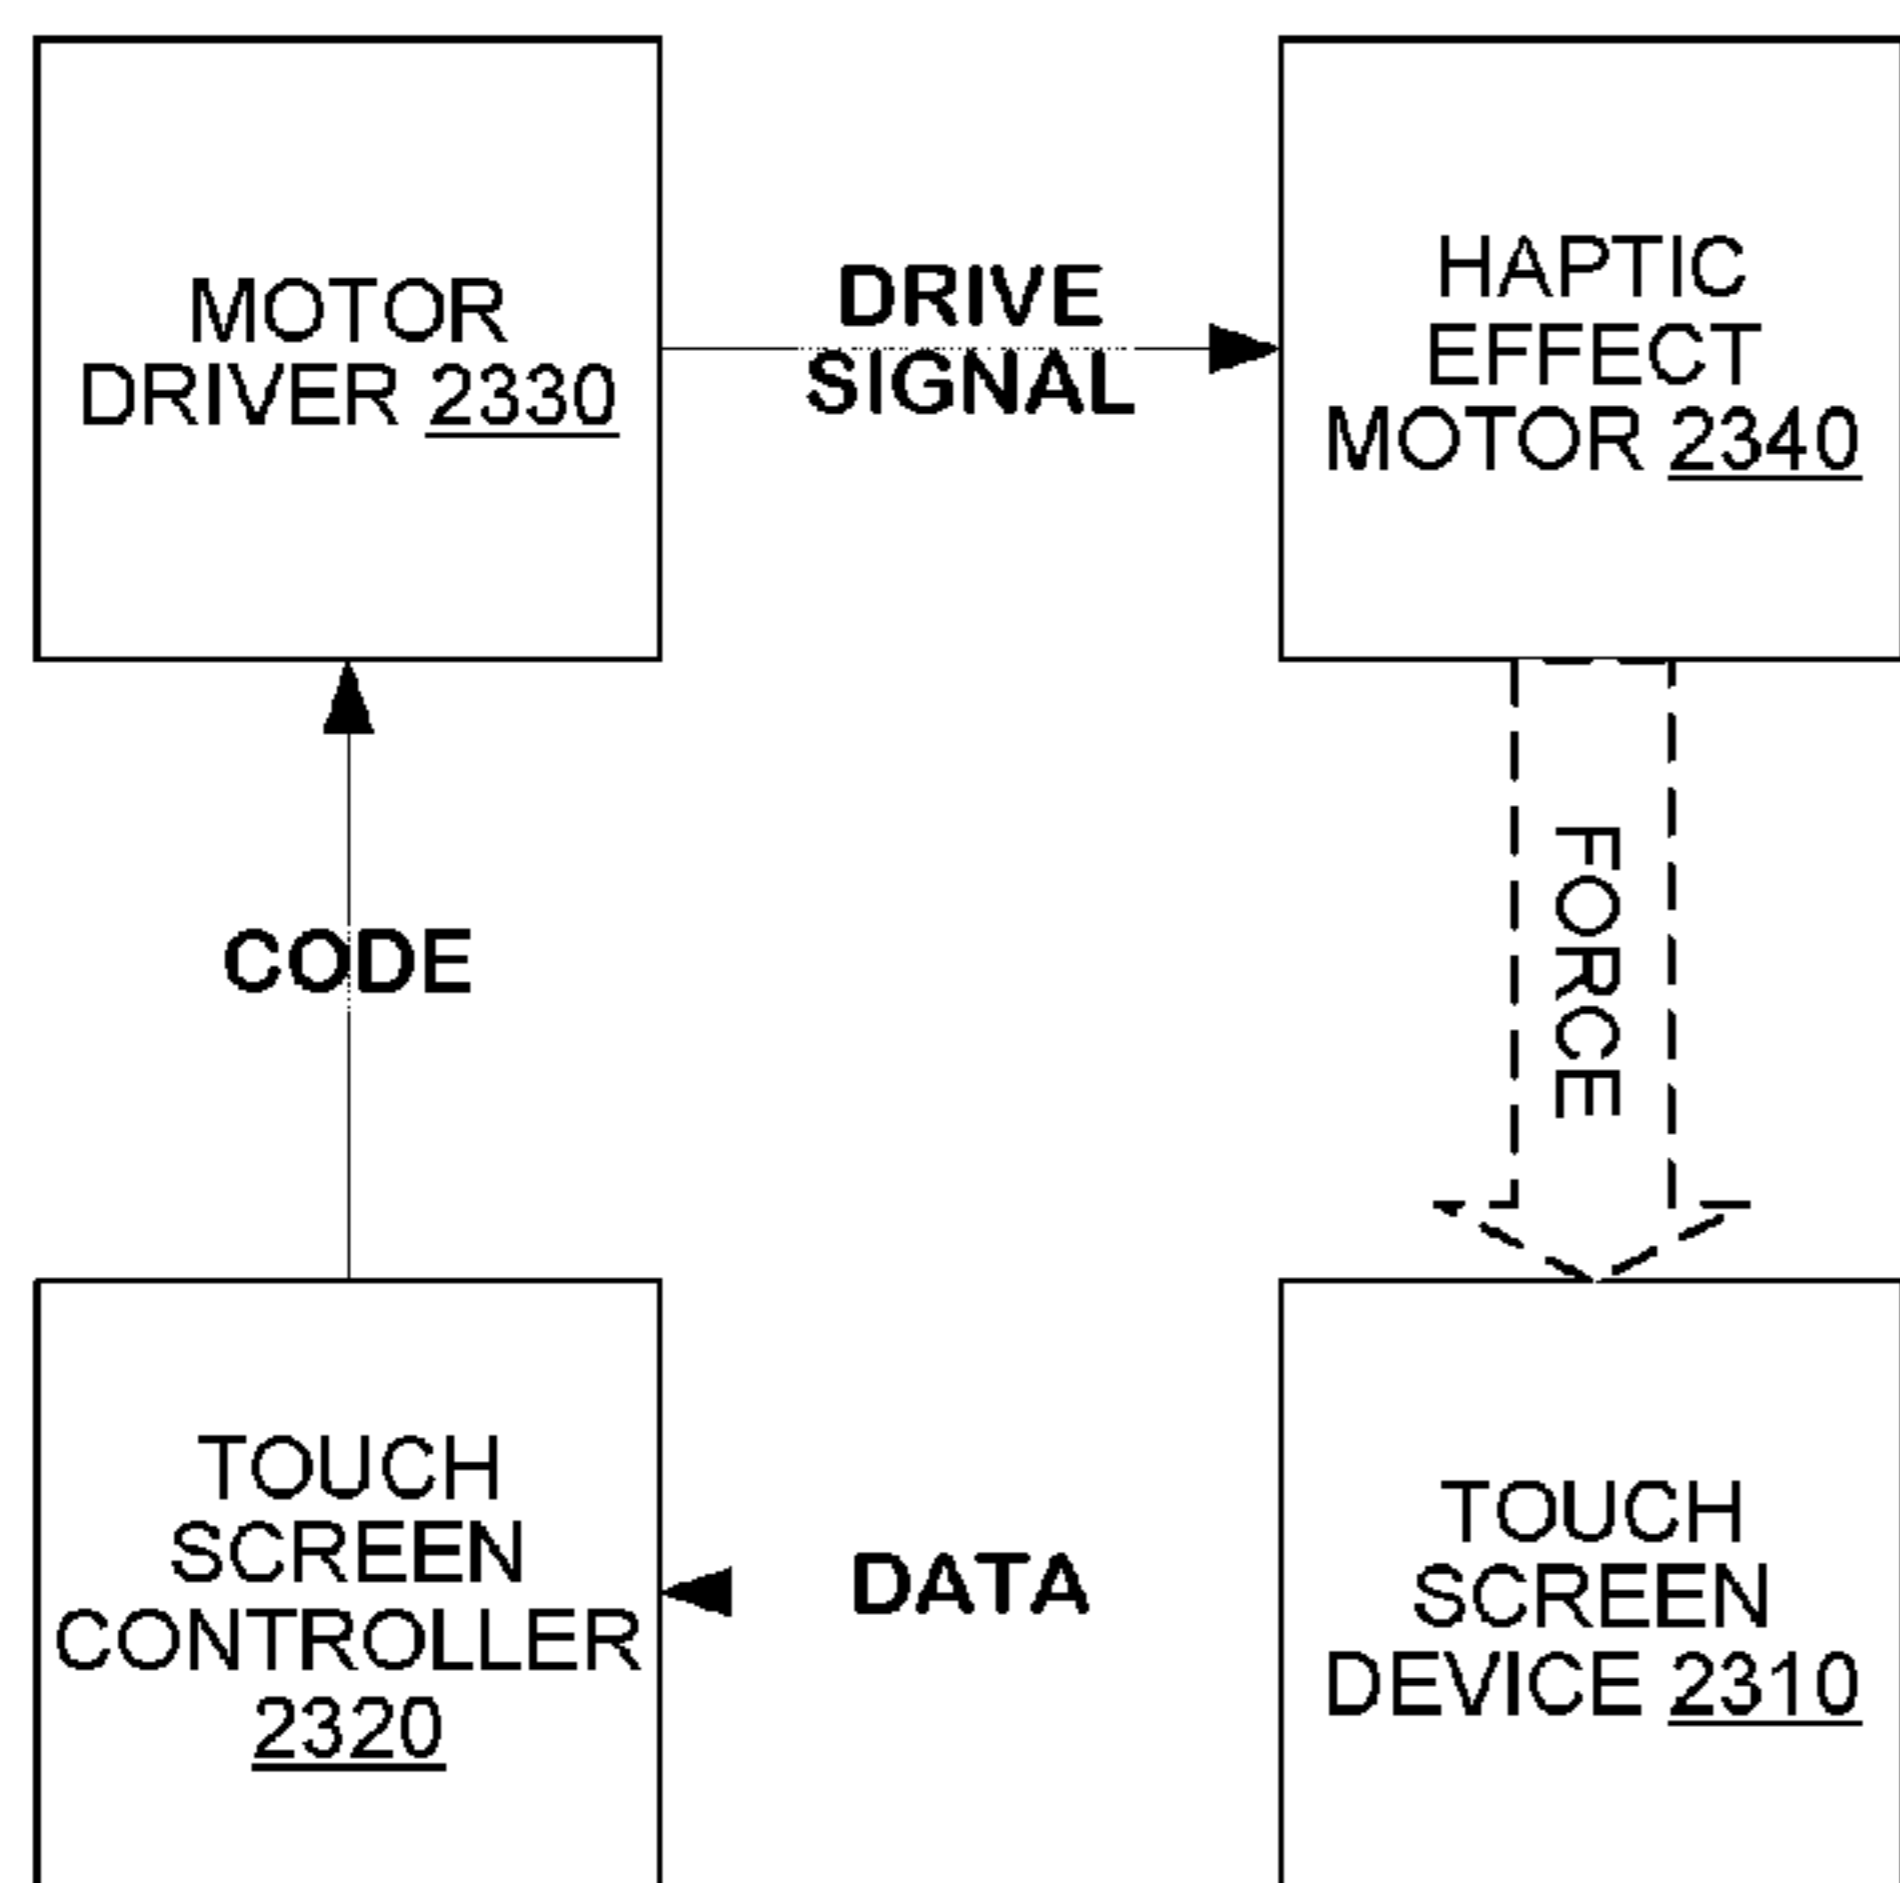 MOTOR
DRIVER 2330
DRIVE
SIGNAL
HAPTIC
EFFECT
MOTOR 2340
CODE
FORCE
TOUCH
SCREEN
CONTROLLER
2320
DATA
TOUCH
SCREEN
DEVICE 2310